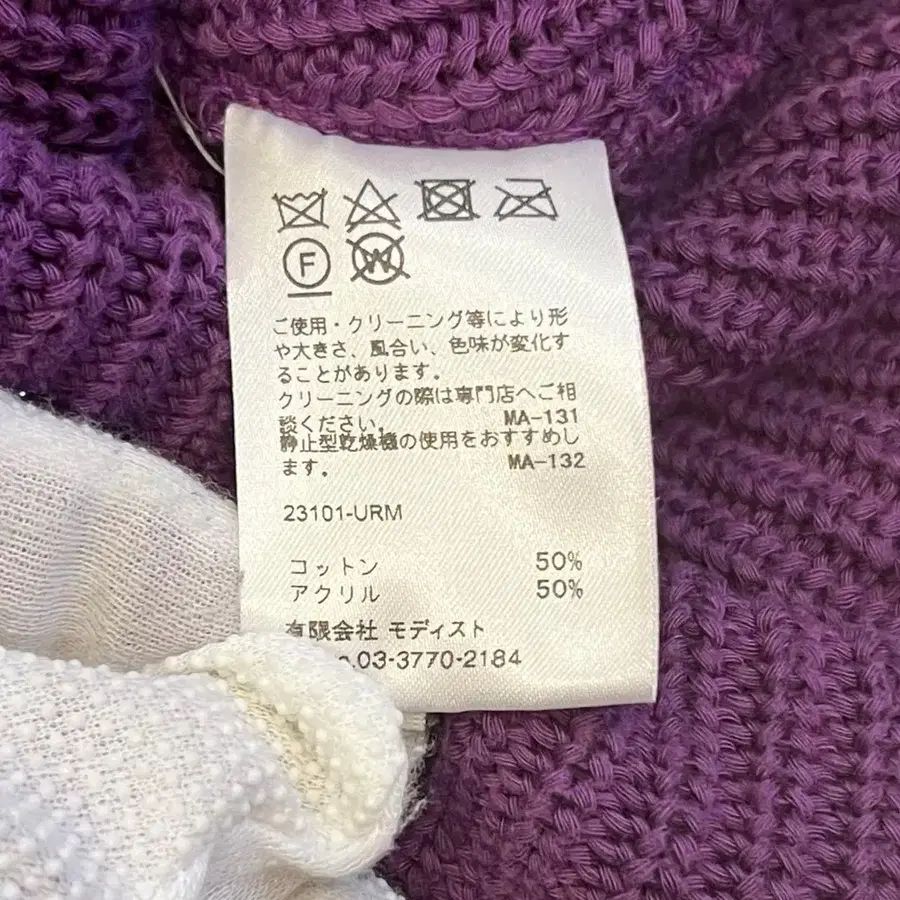 F W
ご使用・クリーニング等により形
や大きさ、風合い、色味が変化す
ることがあります。
クリーニングの際は専門店へご相
談ください。 MA-131
静止型乾燥機の使用をおすすめし
ます。 MA-132
23101-URM
コットン 50%
アクリル 50%
有限会社 モディスト
03-3770-2184